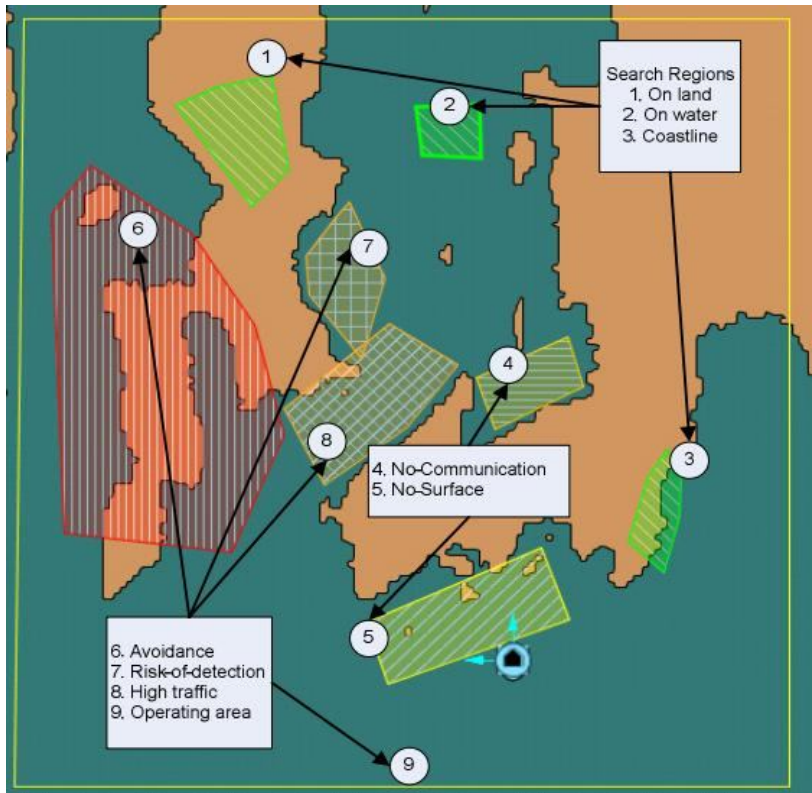 1
2
Search Regions
1, On land
2, On water
3, Coastline
6
7
4
8
3
4, No-Communication
5, No-Surface
5
6, Avoidance
7, Risk-of-detection
8, High traffic
9, Operating area
9